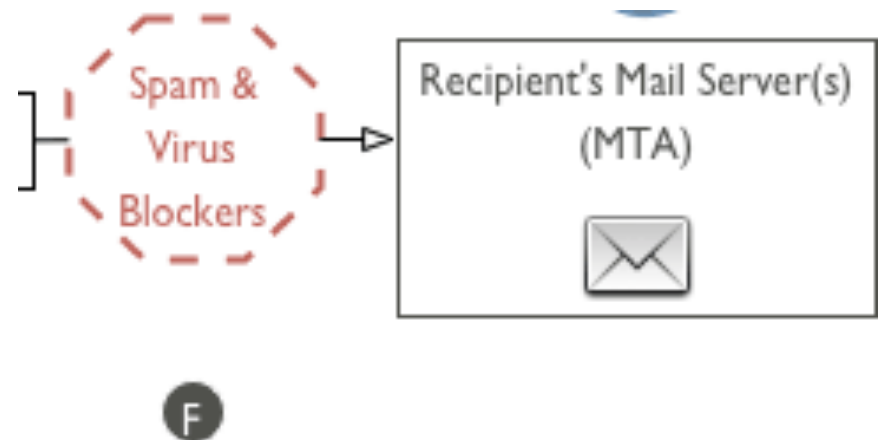 Spam &
Virus
Blockers
Recipient's Mail Server(s)
(MTA)
F